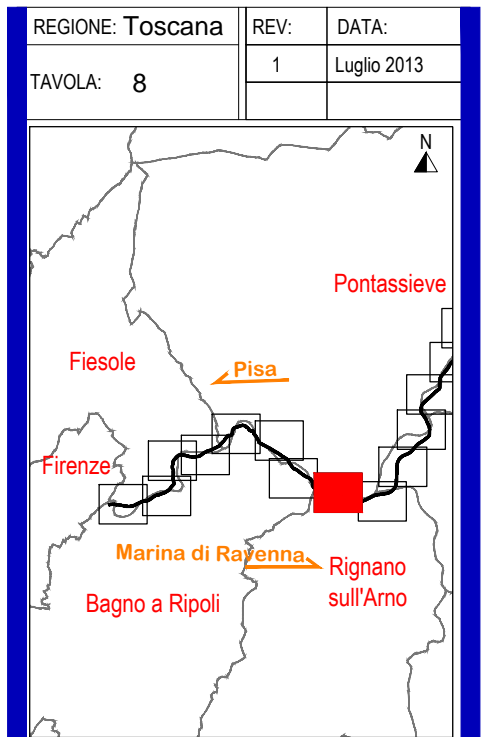 REGIONE: Toscana REV: DATA:
1 Luglio 2013
TAVOLA: 8
N
Pontassieve
Fiesole
Pisa
Firenze
Marina di Ravenna
Rignano
sull'Arno
Bagno a Ripoli